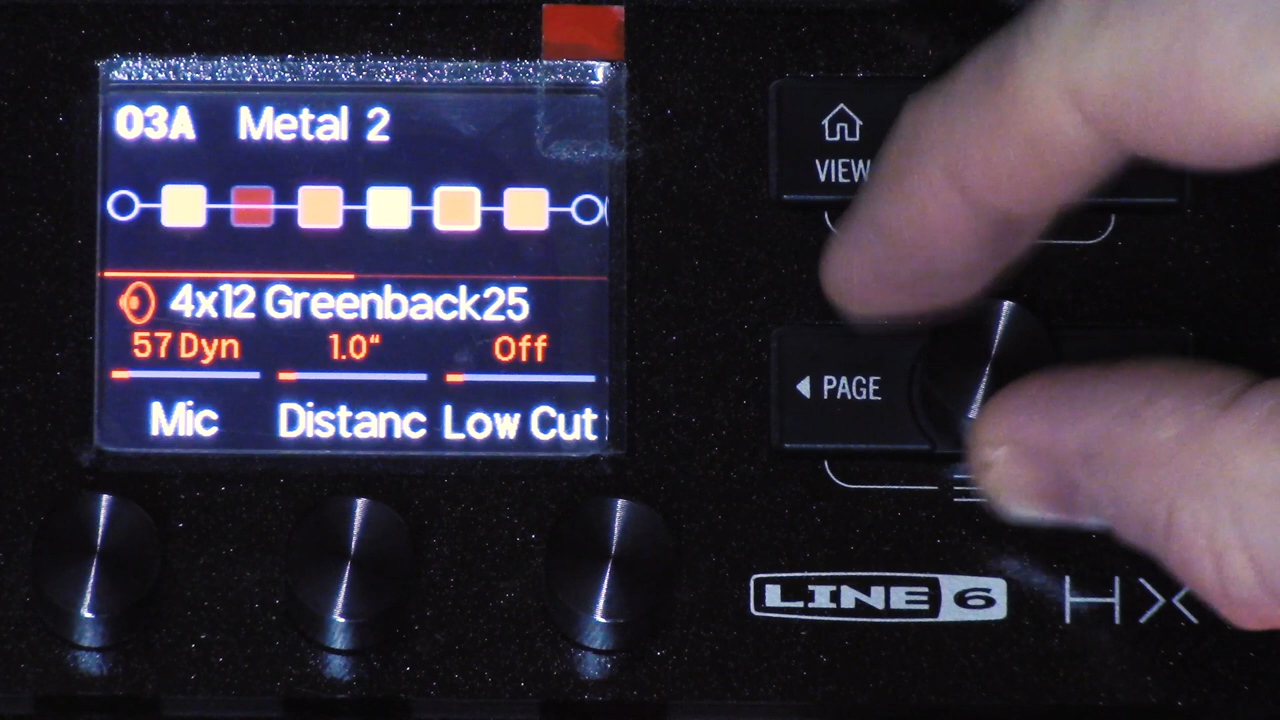 03A Metal 2
4x12 Greenback25
57 Dyn 1.0" Off
Mic Distanc Low Cut
VIEW
PAGE
LINE 6 HX